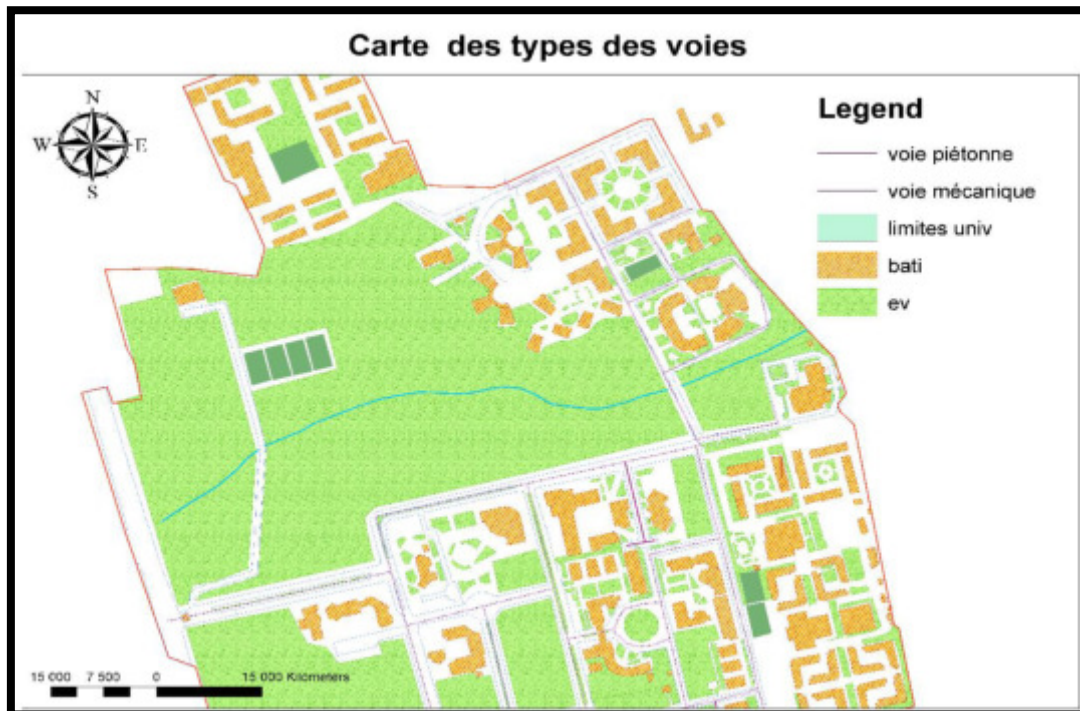 Carte des types des voies
N
W E
S
Legend
voie piétonne
voie mécanique
limites univ
bati
ev
15 000 7 500 0 15 000 Kilometers